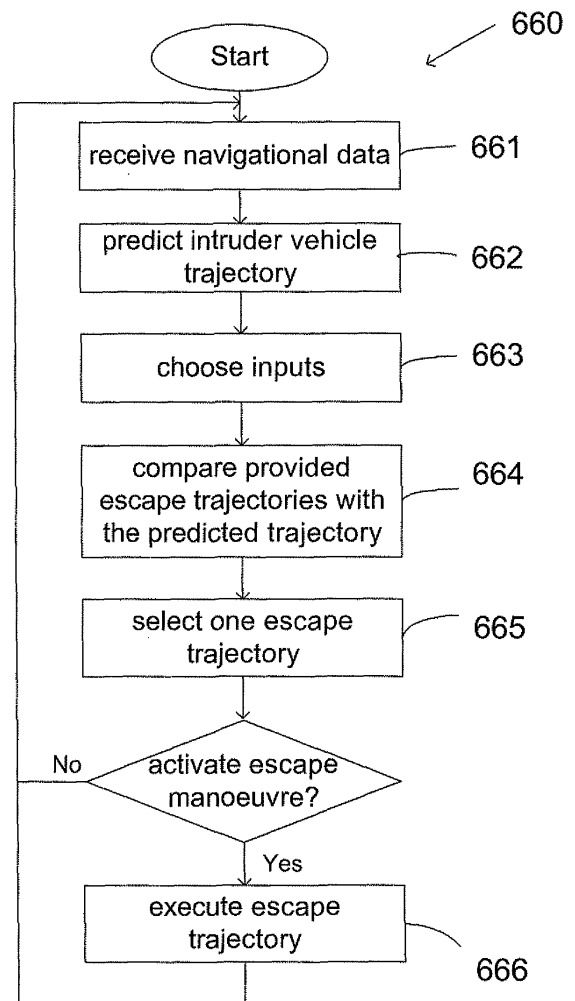 660
Start
receive navigational data
661
predict intruder vehicle
trajectory
662
choose inputs
663
compare provided
escape trajectories with
the predicted trajectory
664
select one escape
trajectory
665
No
activate escape
manoeuvre?
Yes
execute escape
trajectory
666